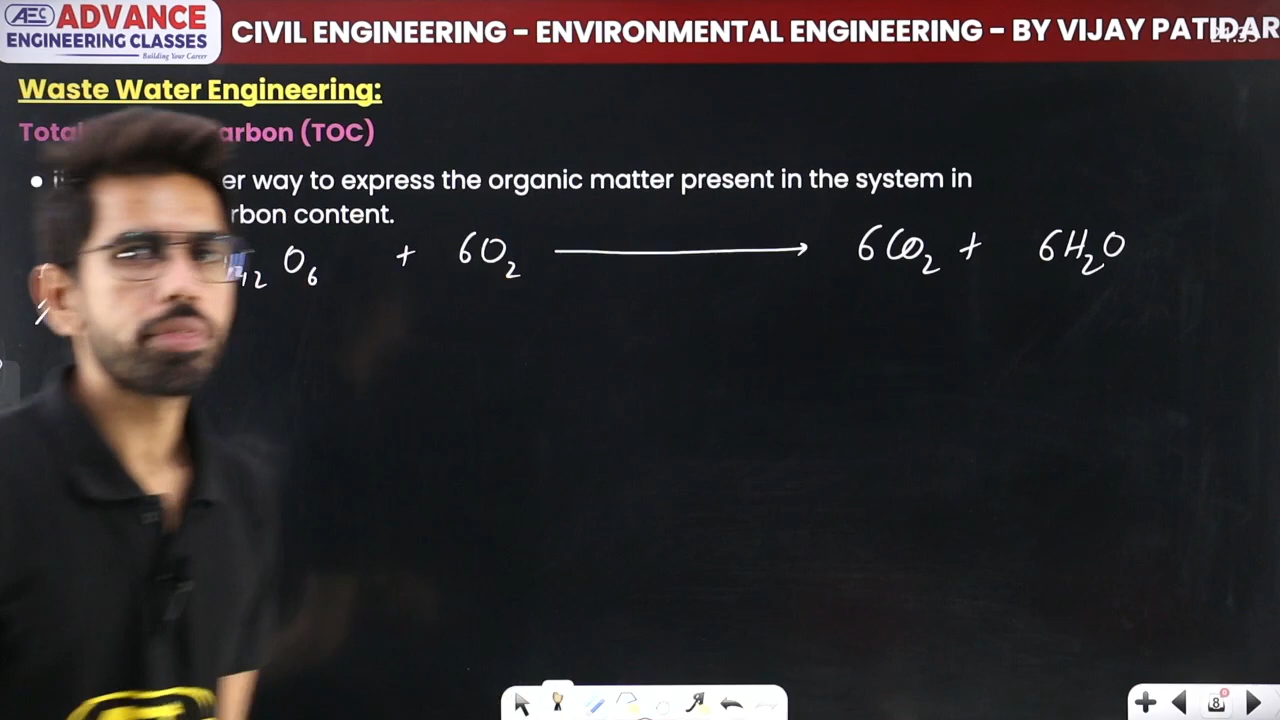 AEC ADVANCE
ENGINEERING CLASSES
Building Your Career
CIVIL ENGINEERING - ENVIRONMENTAL ENGINEERING - BY VIJAY PATIDAR
Waste Water Engineering:
Tota arbon (TOC)
• er way to express the organic matter present in the system in
rbon content.
12 O6 + 6O2 → 6CO2 + 6H2O
8